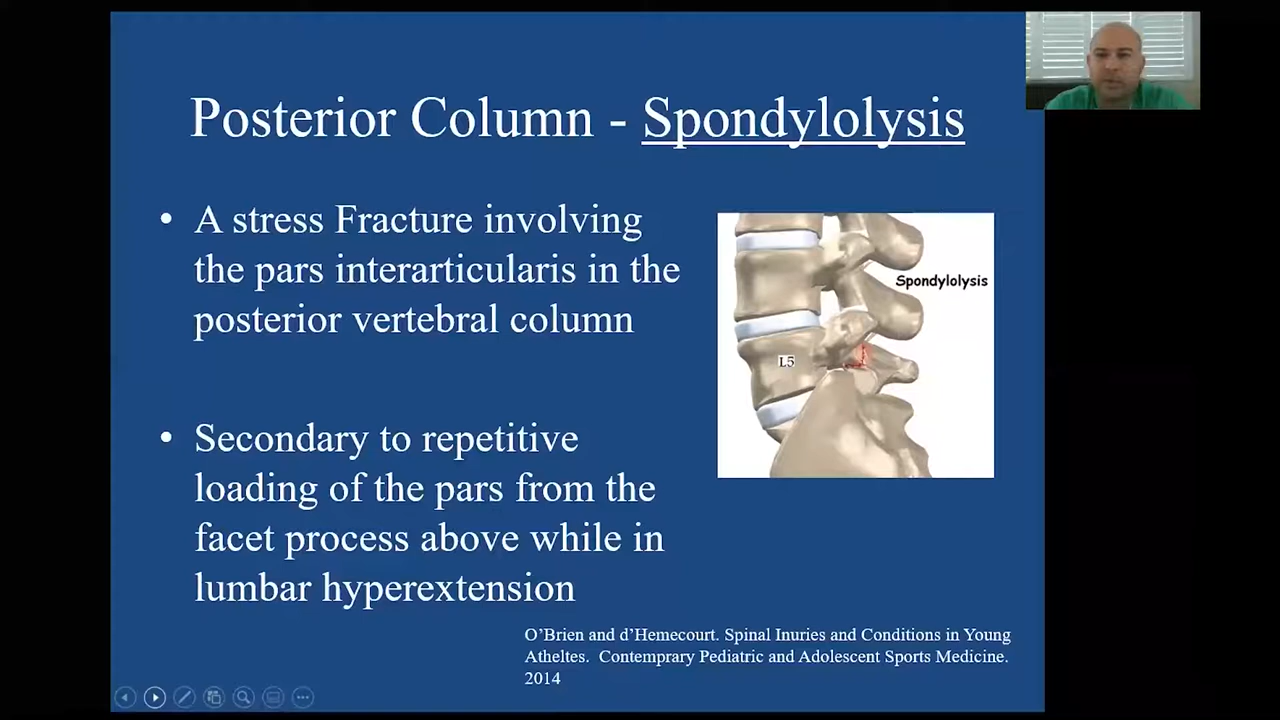 Posterior Column - Spondylolysis
• A stress Fracture involving
the pars interarticularis in the
posterior vertebral column
• Secondary to repetitive
loading of the pars from the
facet process above while in
lumbar hyperextension
Spondylolysis
L5
O’Brien and d’Hemecourt. Spinal Inuries and Conditions in Young
Atheltes.  Contemprary Pediatric and Adolescent Sports Medicine.
2014